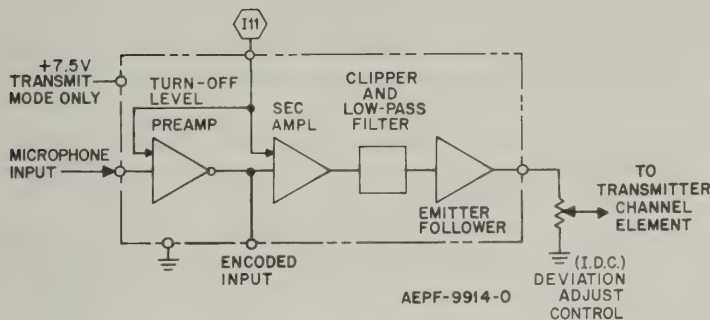 I11
+7.5V
TRANSMIT
MODE ONLY
TURN-OFF
LEVEL
PREAMP
SEC
AMPL
CLIPPER
AND
LOW-PASS
FILTER
MICROPHONE
INPUT
TO
TRANSMITTER
CHANNEL
ELEMENT
EMITTER
FOLLOWER
ENCODED
INPUT
(I.D.C.)
DEVIATION
ADJUST
CONTROL
AEPF-9914-O